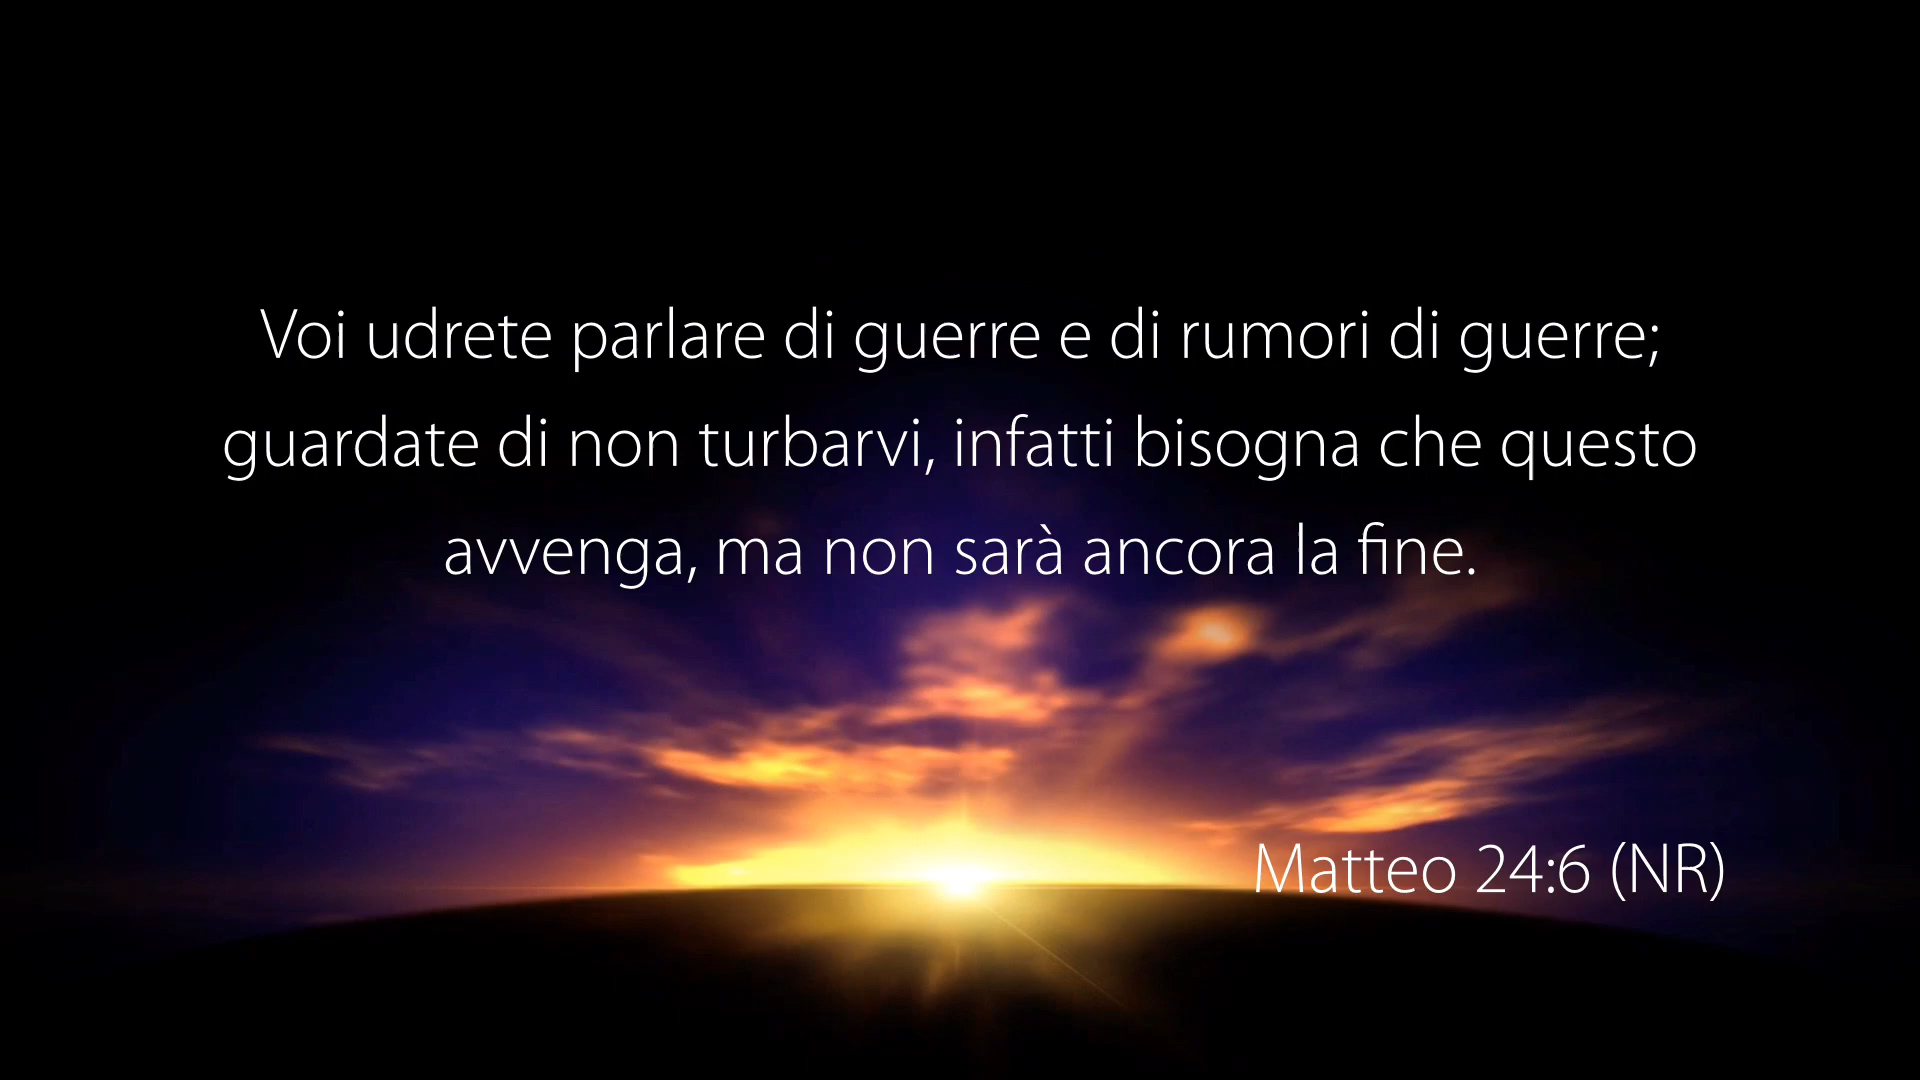 Voi udrete parlare di guerre e di rumori di guerre;
guardate di non turbarvi, infatti bisogna che questo
avvenga, ma non sarà ancora la fine.
Matteo 24:6 (NR)